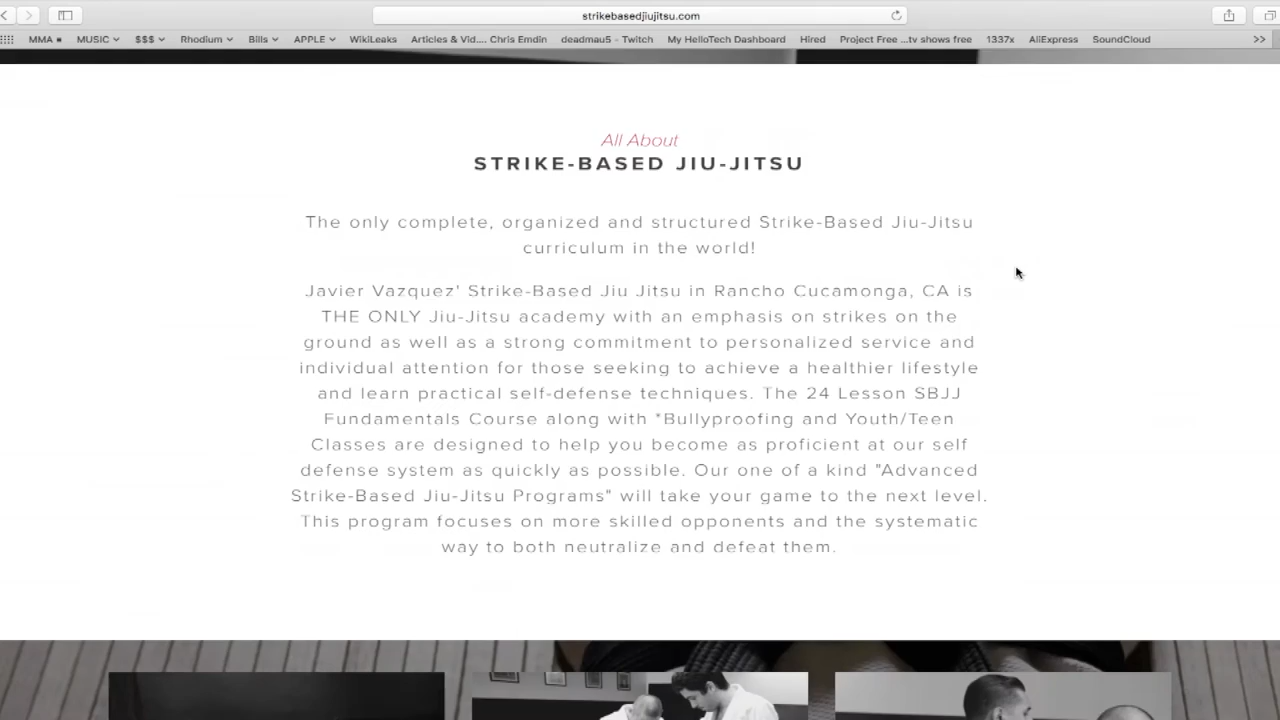 strikebasedjiujitsu.com
MMA MUSIC $$$ Rhodium Bills APPLE WikiLeaks Articles & Vid.... Chris Emdin deadmau5 - Twitch My HelloTech Dashboard Hired Project Free ...tv shows free 1337x AliExpress SoundCloud >>
All About
STRIKE-BASED JIU-JITSU
The only complete, organized and structured Strike-Based Jiu-Jitsu
curriculum in the world!
Javier Vazquez' Strike-Based Jiu Jitsu in Rancho Cucamonga, CA is
THE ONLY Jiu-Jitsu academy with an emphasis on strikes on the
ground as well as a strong commitment to personalized service and
individual attention for those seeking to achieve a healthier lifestyle
and learn practical self-defense techniques. The 24 Lesson SBJJ
Fundamentals Course along with "Bullyproofing and Youth/Teen
Classes are designed to help you become as proficient at our self
defense system as quickly as possible. Our one of a kind "Advanced
Strike-Based Jiu-Jitsu Programs" will take your game to the next level.
This program focuses on more skilled opponents and the systematic
way to both neutralize and defeat them.